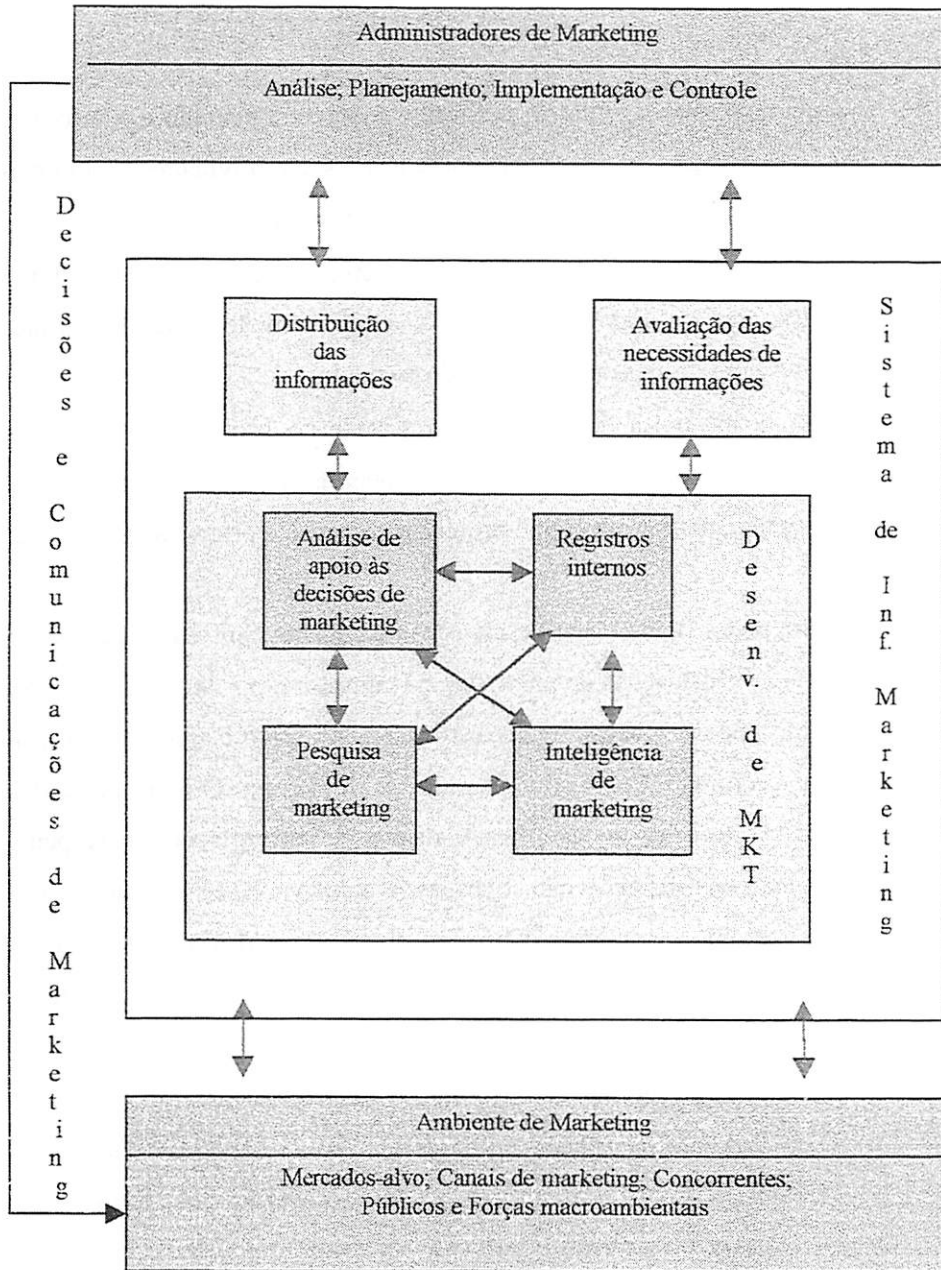 Administradores de Marketing
Análise; Planejamento; Implementação e Controle
Decisões e Comunicações de Marketing
Sistema de Inf. Marketing
Distribuição
das
informações
Avaliação das
necessidades de
informações
Análise de
apoio às
decisões de
marketing
Registros
internos
Desenv. de MKT
Pesquisa
de
marketing
Inteligência
de
marketing
Ambiente de Marketing
Mercados-alvo; Canais de marketing; Concorrentes;
Públicos e Forças macroambientais